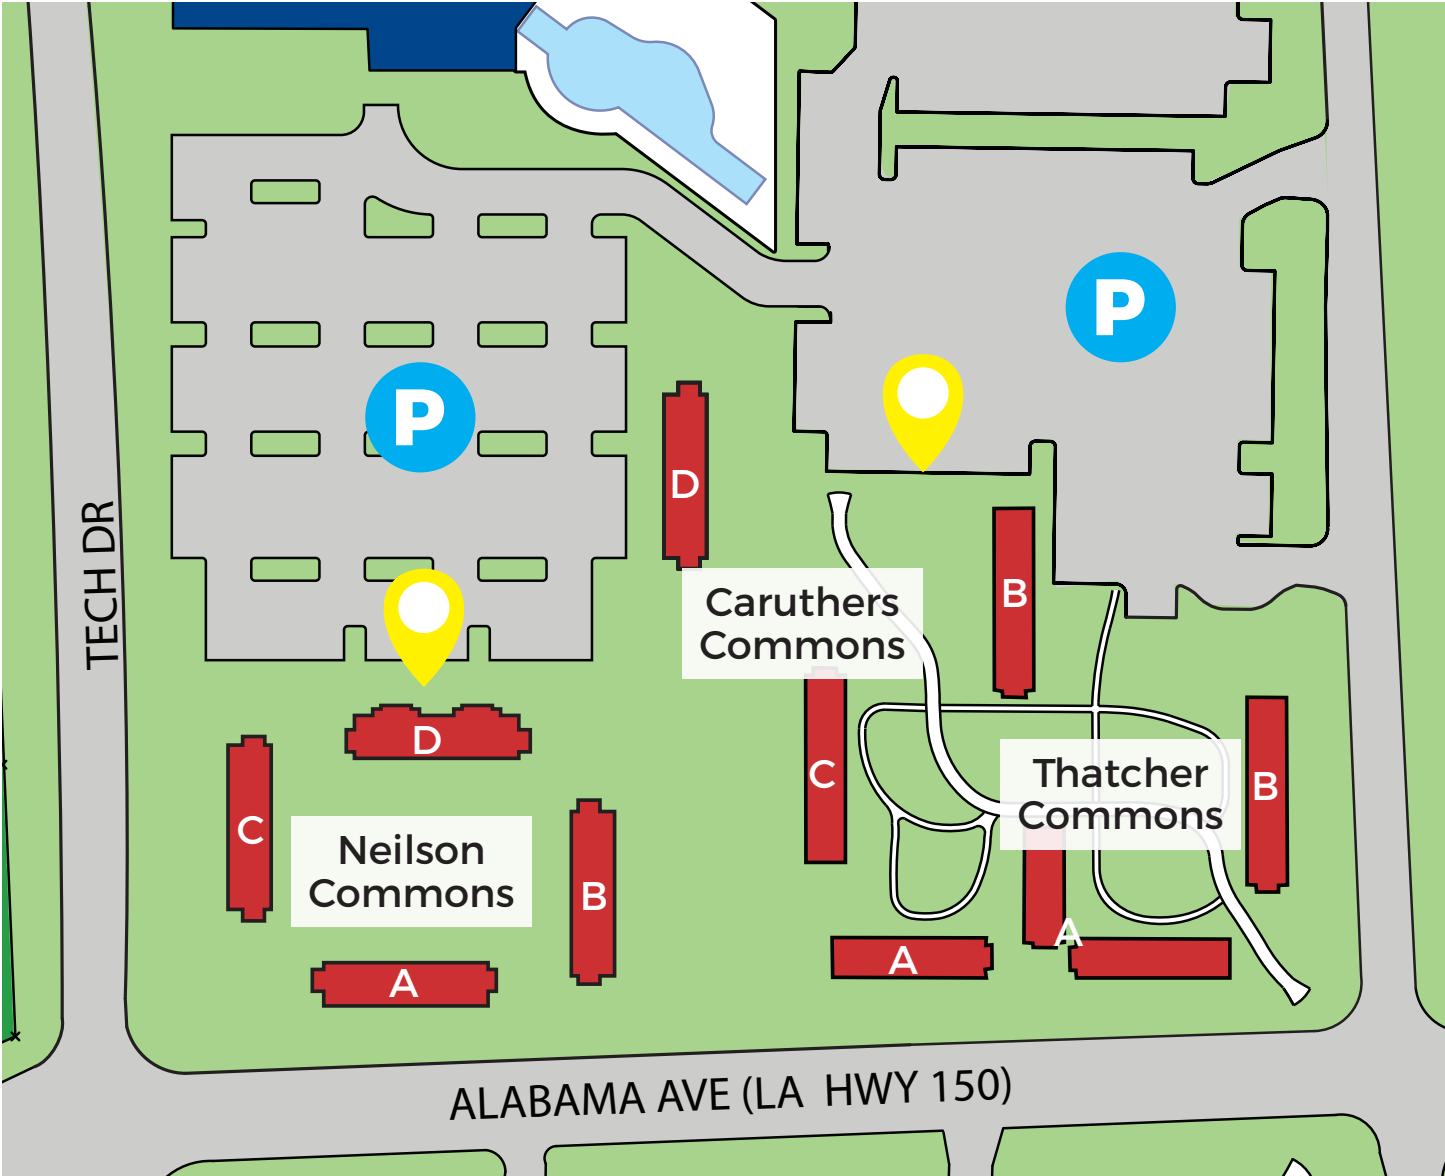 P
P
D
TECH DR
B
Caruthers
Commons
D
C
Thatcher
Commons
B
C
Neilson
Commons
B
A
A
A
ALABAMA AVE (LA HWY 150)